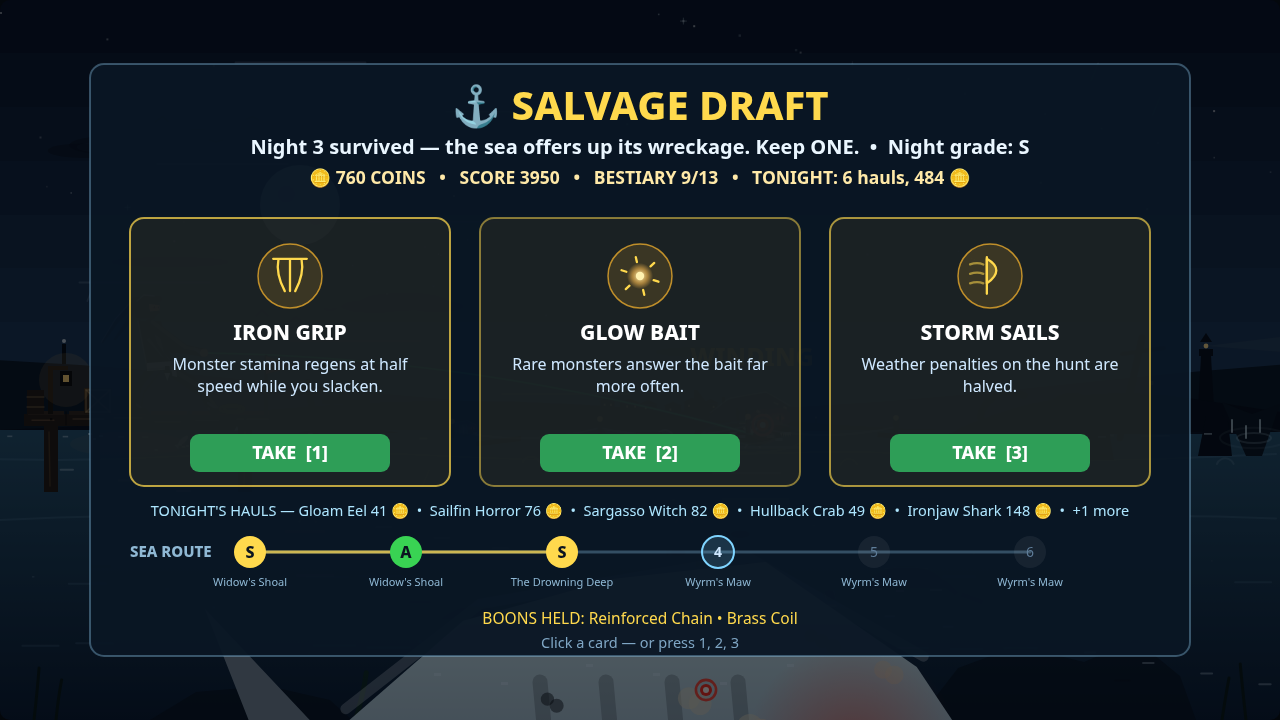 ⚓ SALVAGE DRAFT
Night 3 survived — the sea offers up its wreckage. Keep ONE. • Night grade: S
🪙 760 COINS • SCORE 3950 • BESTIARY 9/13 • TONIGHT: 6 hauls, 484 🪙
IRON GRIP
Monster stamina regens at half
speed while you slacken.
TAKE [1]
GLOW BAIT
Rare monsters answer the bait far
more often.
TAKE [2]
STORM SAILS
Weather penalties on the hunt are
halved.
TAKE [3]
TONIGHT'S HAULS — Gloam Eel 41 🪙 • Sailfin Horror 76 🪙 • Sargasso Witch 82 🪙 • Hullback Crab 49 🪙 • Ironjaw Shark 148 🪙 • +1 more
SEA ROUTE S A S 4 5 6
Widow's Shoal Widow's Shoal The Drowning Deep Wyrm's Maw Wyrm's Maw Wyrm's Maw
BOONS HELD: Reinforced Chain • Brass Coil
Click a card — or press 1, 2, 3